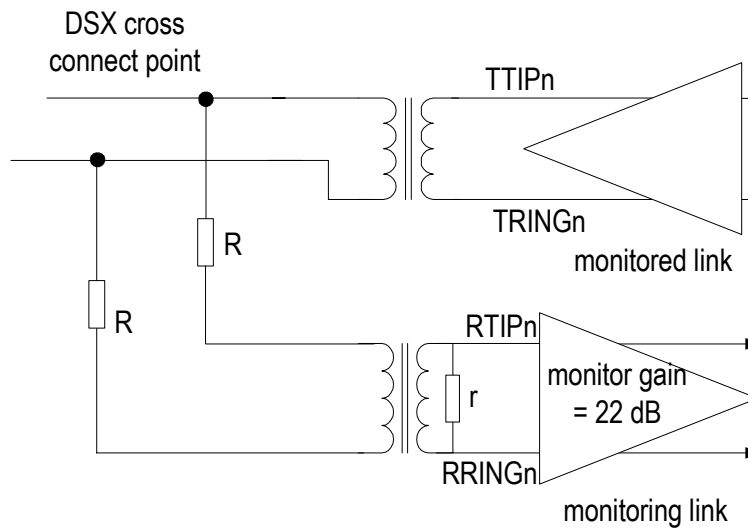 DSX cross
connect point
TTIPn
TRINGn
monitored link
R
R
RTIPn
monitor gain
= 22 dB
r
RRINGn
monitoring link